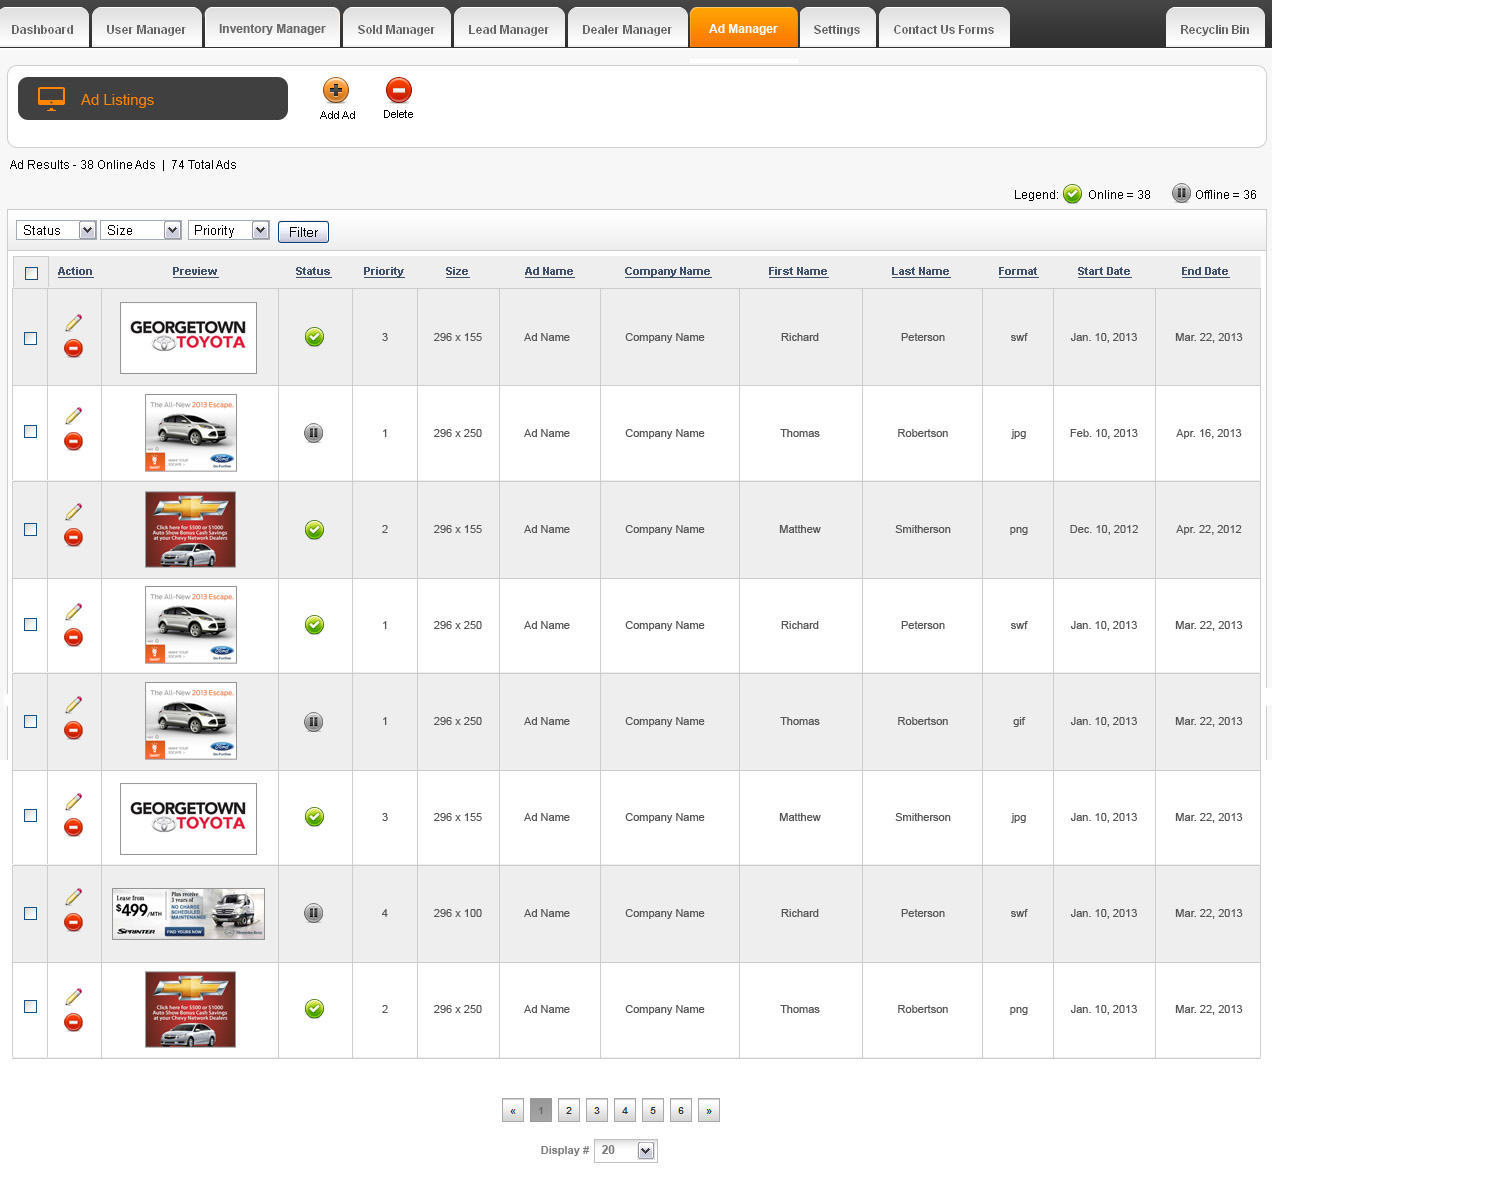 Dashboard User Manager Inventory Manager Sold Manager Lead Manager Dealer Manager Ad Manager Settings Contact Us Forms Recyclin Bin
Ad Listings
Add Ad Delete
Ad Results - 38 Online Ads | 74 Total Ads
Legend: Online = 38 Offline = 36
Status Size Priority Filter
Action Preview Status Priority Size Ad Name Company Name First Name Last Name Format Start Date End Date
GEORGETOWN
TOYOTA
3 296 x 155 Ad Name Company Name Richard Peterson swf Jan. 10, 2013 Mar. 22, 2013
The All-New 2013 Escape.
Ford
Go Further
1 296 x 250 Ad Name Company Name Thomas Robertson jpg Feb. 10, 2013 Apr. 16, 2013
Click here for $500 or $1000
Auto Show Bonus Cash Savings
at your Chevy Network Dealers
2 296 x 155 Ad Name Company Name Matthew Smitherson png Dec. 10, 2012 Apr. 22, 2012
The All-New 2013 Escape.
Ford
Go Further
1 296 x 250 Ad Name Company Name Richard Peterson swf Jan. 10, 2013 Mar. 22, 2013
The All-New 2013 Escape.
Ford
Go Further
1 296 x 250 Ad Name Company Name Thomas Robertson gif Jan. 10, 2013 Mar. 22, 2013
GEORGETOWN
TOYOTA
3 296 x 155 Ad Name Company Name Matthew Smitherson jpg Jan. 10, 2013 Mar. 22, 2013
Lease from
$499/MTH
Plus receive
3 years of
NO CHARGE
SCHEDULED
MAINTENANCE
SPRINTER
FIND YOURS NOW
Mercedes-Benz
4 296 x 100 Ad Name Company Name Richard Peterson swf Jan. 10, 2013 Mar. 22, 2013
Click here for $500 or $1000
Auto Show Bonus Cash Savings
at your Chevy Network Dealers
2 296 x 250 Ad Name Company Name Thomas Robertson png Jan. 10, 2013 Mar. 22, 2013
« 1 2 3 4 5 6 »
Display # 20